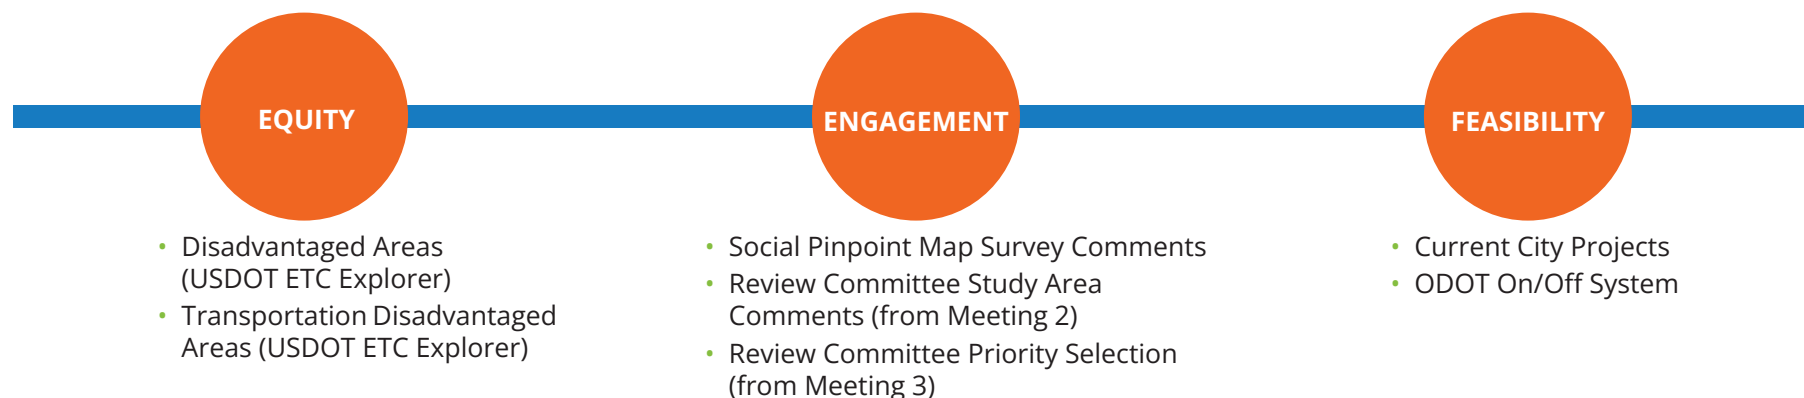 EQUITY
• Disadvantaged Areas
(USDOT ETC Explorer)
• Transportation Disadvantaged
Areas (USDOT ETC Explorer)
ENGAGEMENT
• Social Pinpoint Map Survey Comments
• Review Committee Study Area
Comments (from Meeting 2)
• Review Committee Priority Selection
(from Meeting 3)
FEASIBILITY
• Current City Projects
• ODOT On/Off System